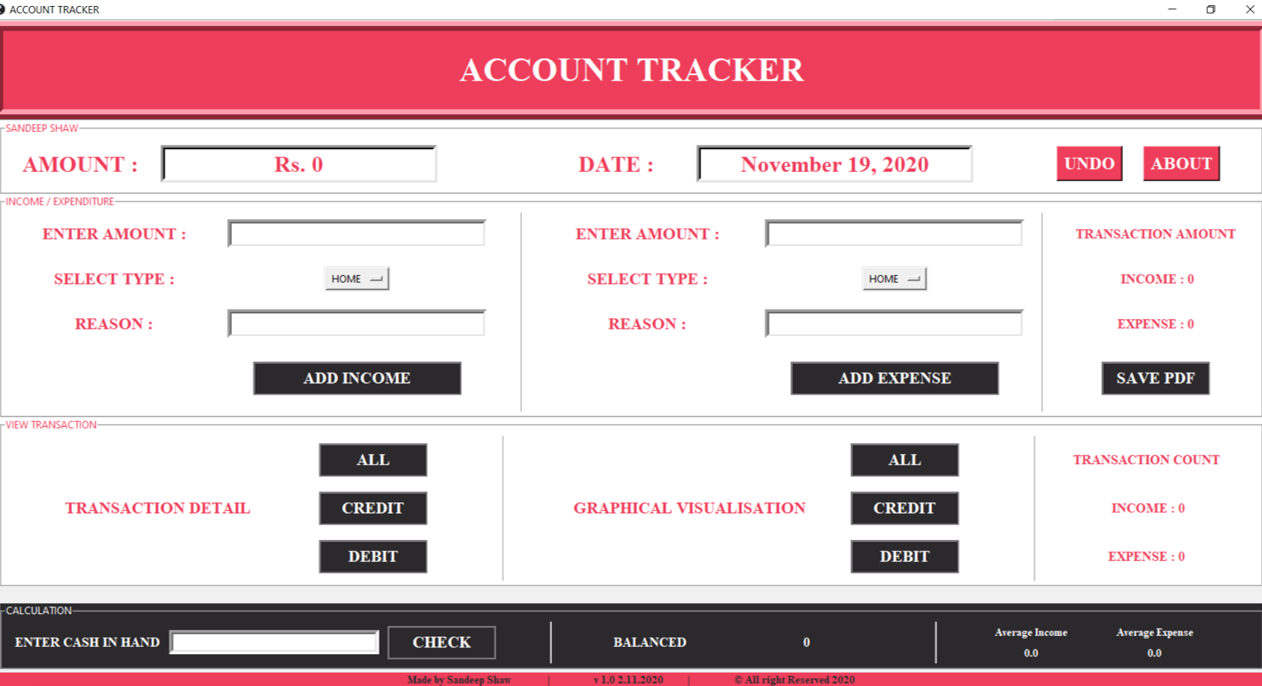 ACCOUNT TRACKER
ACCOUNT TRACKER
SANDEEP SHAW
AMOUNT : Rs. 0 DATE : November 19, 2020 UNDO ABOUT
INCOME / EXPENDITURE
ENTER AMOUNT : ENTER AMOUNT : TRANSACTION AMOUNT
SELECT TYPE : HOME SELECT TYPE : HOME INCOME : 0
REASON : REASON : EXPENSE : 0
ADD INCOME ADD EXPENSE SAVE PDF
VIEW TRANSACTION
ALL ALL TRANSACTION COUNT
TRANSACTION DETAIL CREDIT GRAPHICAL VISUALISATION CREDIT INCOME : 0
DEBIT DEBIT EXPENSE : 0
CALCULATION
ENTER CASH IN HAND CHECK BALANCED 0 Average Income Average Expense
0.0 0.0
Made by Sandeep Shaw | v 1.0 2.11.2020 | © All right Reserved 2020